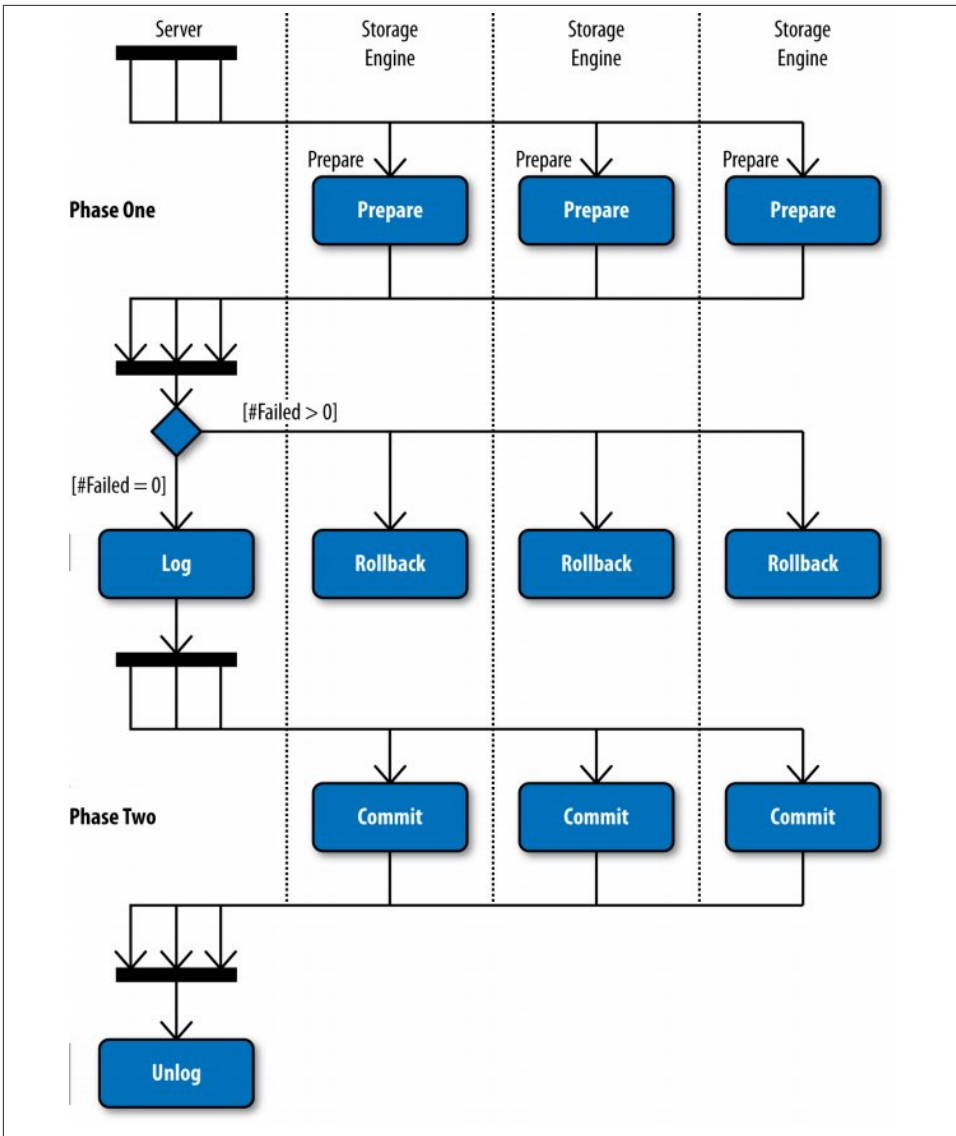 Server
Storage
Engine
Storage
Engine
Storage
Engine
Prepare
Prepare
Prepare
Phase One
Prepare
Prepare
Prepare
[#Failed > 0]
[#Failed = 0]
Log
Rollback
Rollback
Rollback
Phase Two
Commit
Commit
Commit
Unlog